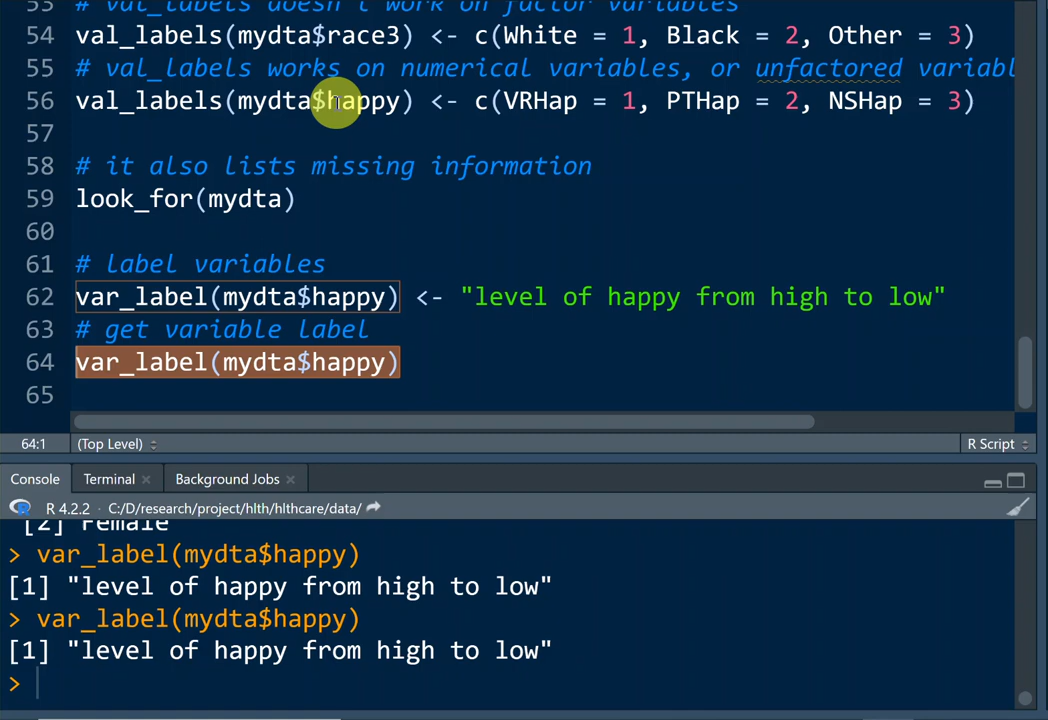 53 # val_labels doesn't work on factor variables
54 val_labels(mydta$race3) <- c(White = 1, Black = 2, Other = 3)
55 # val_labels works on numerical variables, or unfactored variabl
56 val_labels(mydta$happy) <- c(VRHap = 1, PTHap = 2, NSHap = 3)
57
58 # it also lists missing information
59 look_for(mydta)
60
61 # label variables
62 var_label(mydta$happy) <- "level of happy from high to low"
63 # get variable label
64 var_label(mydta$happy)
65
64:1 (Top Level) R Script
Console Terminal Background Jobs
R 4.2.2 · C:/D/research/project/hlth/hlthcare/data/
[2] Female
> var_label(mydta$happy)
[1] "level of happy from high to low"
> var_label(mydta$happy)
[1] "level of happy from high to low"
>